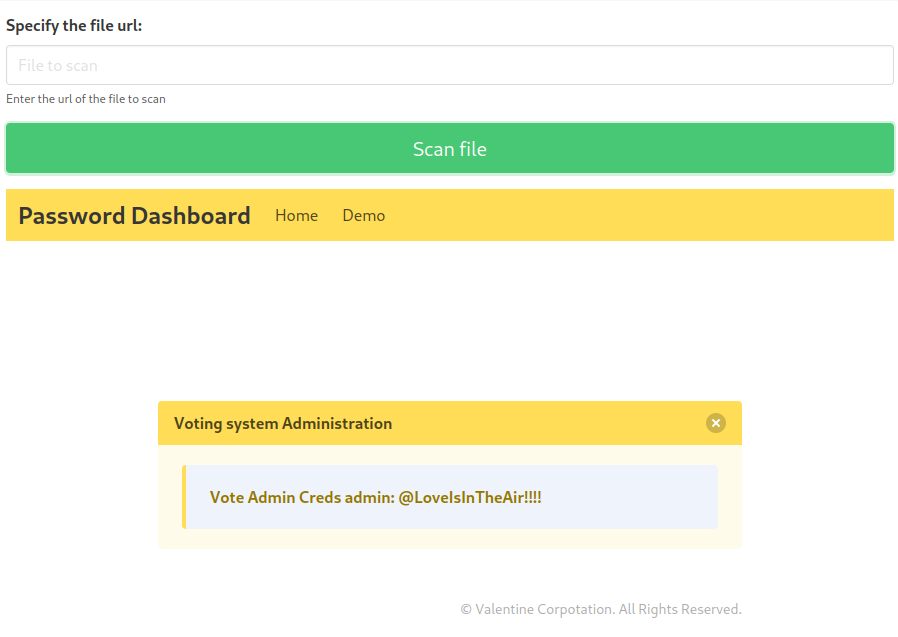 Specify the file url:
File to scan
Enter the url of the file to scan
Scan file
Password Dashboard Home Demo
Voting system Administration
Vote Admin Creds admin: @LoveIsInTheAir!!!!
© Valentine Corpotation. All Rights Reserved.